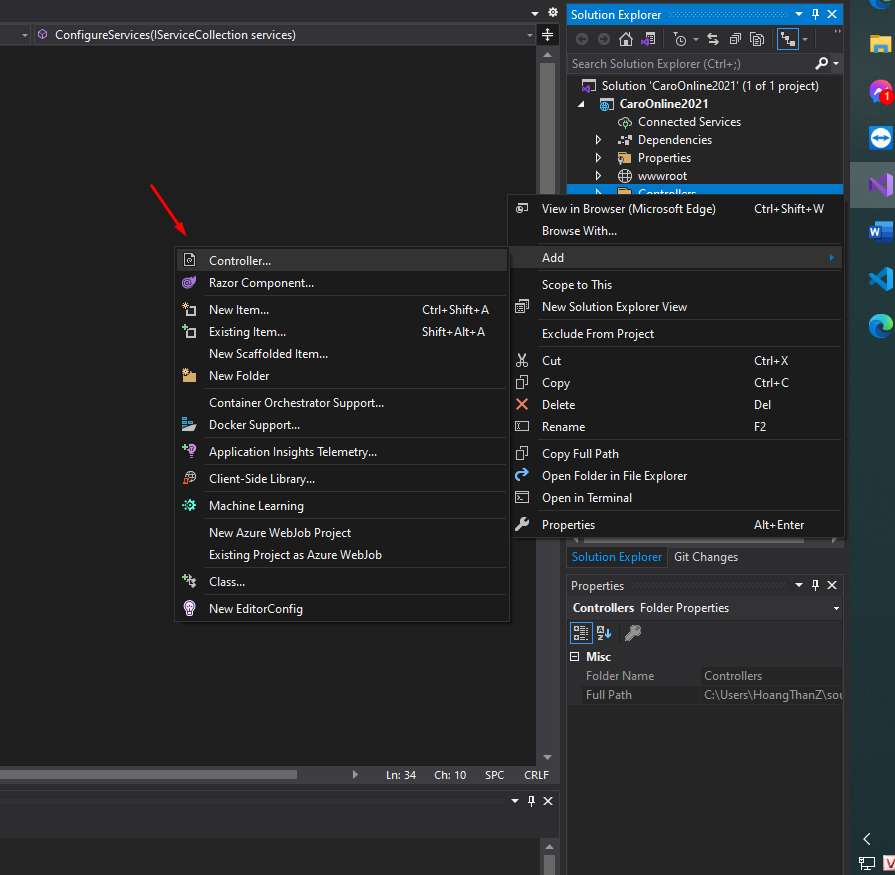 ConfigureServices(IServiceCollection services)
Solution Explorer
Search Solution Explorer (Ctrl+;)
Solution 'CaroOnline2021' (1 of 1 project)
CaroOnline2021
Connected Services
Dependencies
Properties
wwwroot
Controllers
View in Browser (Microsoft Edge) Ctrl+Shift+W
Browse With...
Add
Scope to This
New Solution Explorer View
Exclude From Project
Cut Ctrl+X
Copy Ctrl+C
Delete Del
Rename F2
Copy Full Path
Open Folder in File Explorer
Open in Terminal
Properties Alt+Enter
Controller...
Razor Component...
New Item... Ctrl+Shift+A
Existing Item... Shift+Alt+A
New Scaffolded Item...
New Folder
Container Orchestrator Support...
Docker Support...
Application Insights Telemetry...
Client-Side Library...
Machine Learning
New Azure WebJob Project
Existing Project as Azure WebJob
Class...
New EditorConfig
Solution Explorer Git Changes
Properties
Controllers Folder Properties
Misc
Folder Name Controllers
Full Path C:\Users\HoangThanZ\sou
Ln: 34 Ch: 10 SPC CRLF
1
W
V